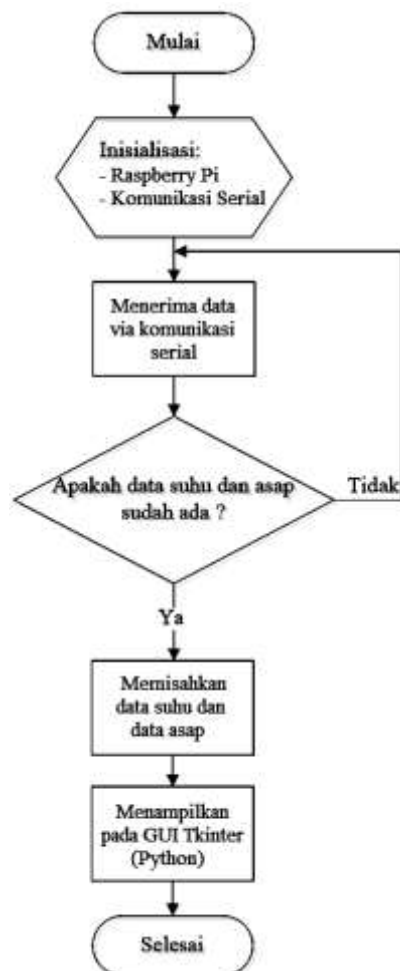 Mulai
Inisialisasi:
- Raspberry Pi
- Komunikasi Serial
Menerima data
via komunikasi
serial
Apakah data suhu dan asap
sudah ada ?
Tidak
Ya
Memisahkan
data suhu dan
data asap
Menampilkan
pada GUI Tkinter
(Python)
Selesai